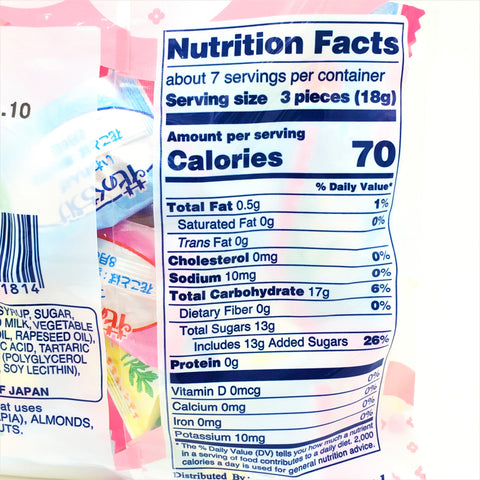 .10
1814
SYRUP, SUGAR,
D MILK, VEGETABLE
OIL, RAPESEED OIL),
C ACID, TARTARIC
(POLYGLYCEROL
SOY LECITHIN),
OF JAPAN
at uses
PIA), ALMONDS,
UTS.
Nutrition Facts
about 7 servings per container
Serving size 3 pieces (18g)
Amount per serving
Calories 70
% Daily Value*
Total Fat 0.5g 1%
Saturated Fat 0g 0%
Trans Fat 0g
Cholesterol 0mg 0%
Sodium 10mg 0%
Total Carbohydrate 17g 6%
Dietary Fiber 0g 0%
Total Sugars 13g
Includes 13g Added Sugars 26%
Protein 0g
Vitamin D 0mcg 0%
Calcium 0mg 0%
Iron 0mg 0%
Potassium 10mg 0%
* The % Daily Value (DV) tells you how much a nutrient
in a serving of food contributes to a daily diet. 2,000
calories a day is used for general nutrition advice.
Distributed By